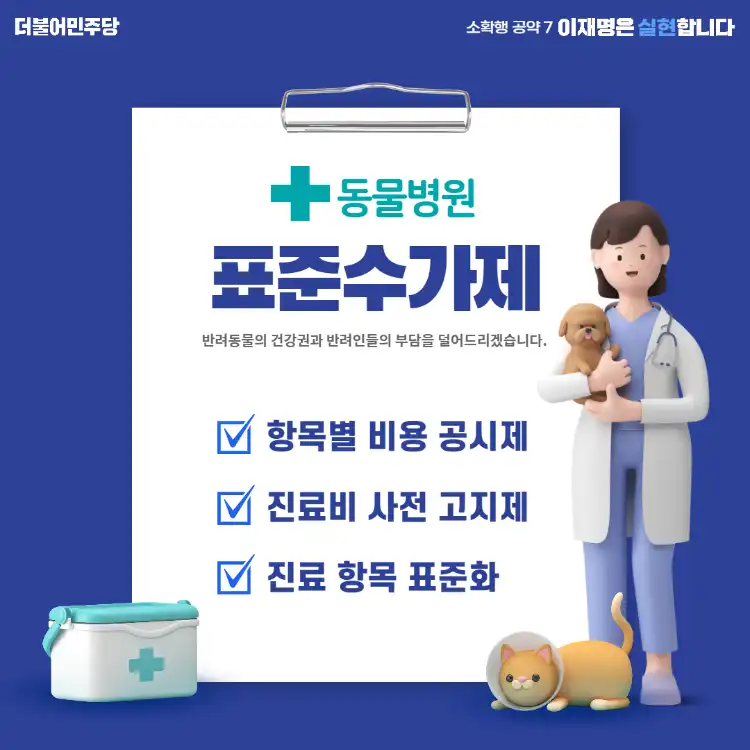 더불어민주당
소확행 공약 7 이재명은 실현합니다
동물병원
표준수가제
반려동물의 건강권과 반려인들의 부담을 덜어드리겠습니다.
항목별 비용 공시제
진료비 사전 고지제
진료 항목 표준화